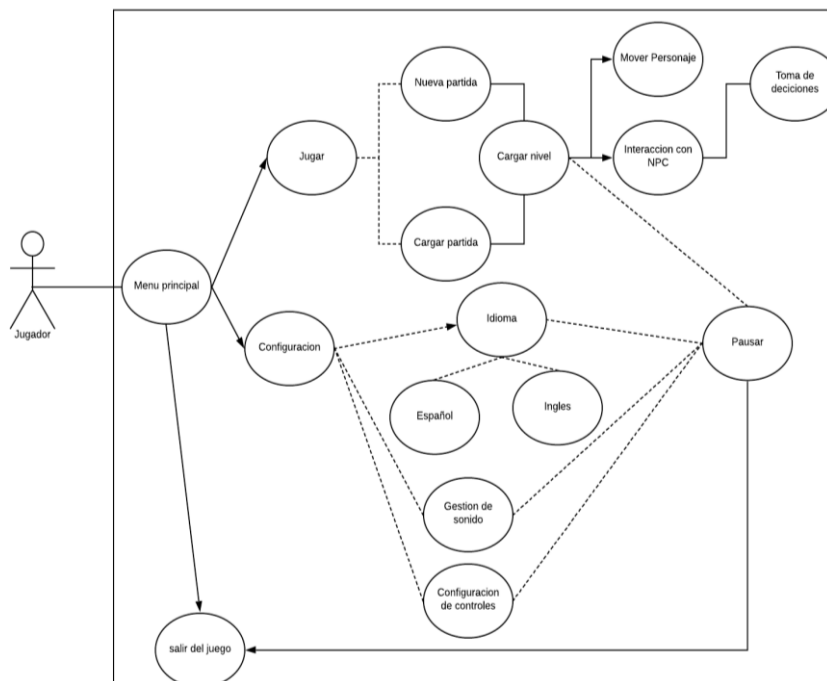 Mover Personaje
Toma de
deciciones
Nueva partida
Jugar
Cargar nivel
Interaccion con
NPC
Cargar partida
Menu principal
Jugador
Idioma
Configuracion
Pausar
Español
Ingles
Gestion de
sonido
Configuracion
de controles
salir del juego